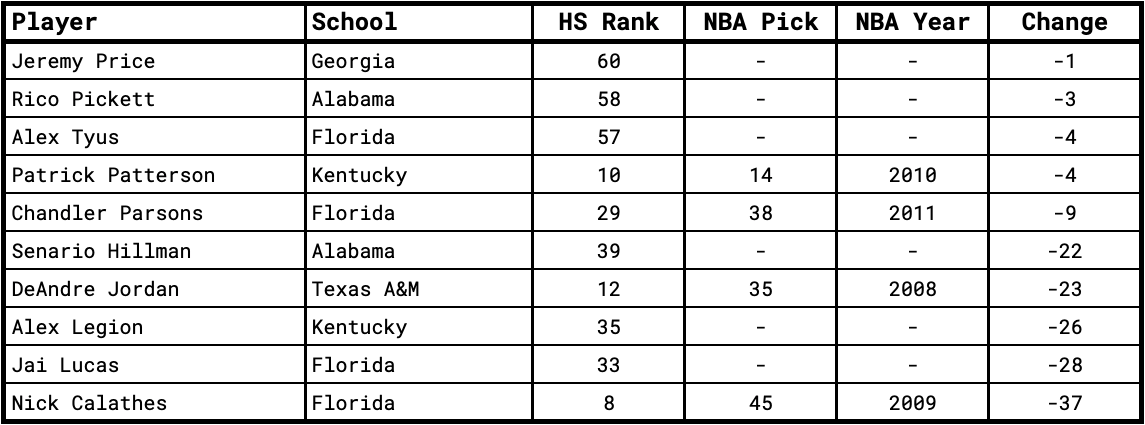 Player School HS Rank NBA Pick NBA Year Change
Jeremy Price Georgia 60 - - -1
Rico Pickett Alabama 58 - - -3
Alex Tyus Florida 57 - - -4
Patrick Patterson Kentucky 10 14 2010 -4
Chandler Parsons Florida 29 38 2011 -9
Senario Hillman Alabama 39 - - -22
DeAndre Jordan Texas A&M 12 35 2008 -23
Alex Legion Kentucky 35 - - -26
Jai Lucas Florida 33 - - -28
Nick Calathes Florida 8 45 2009 -37